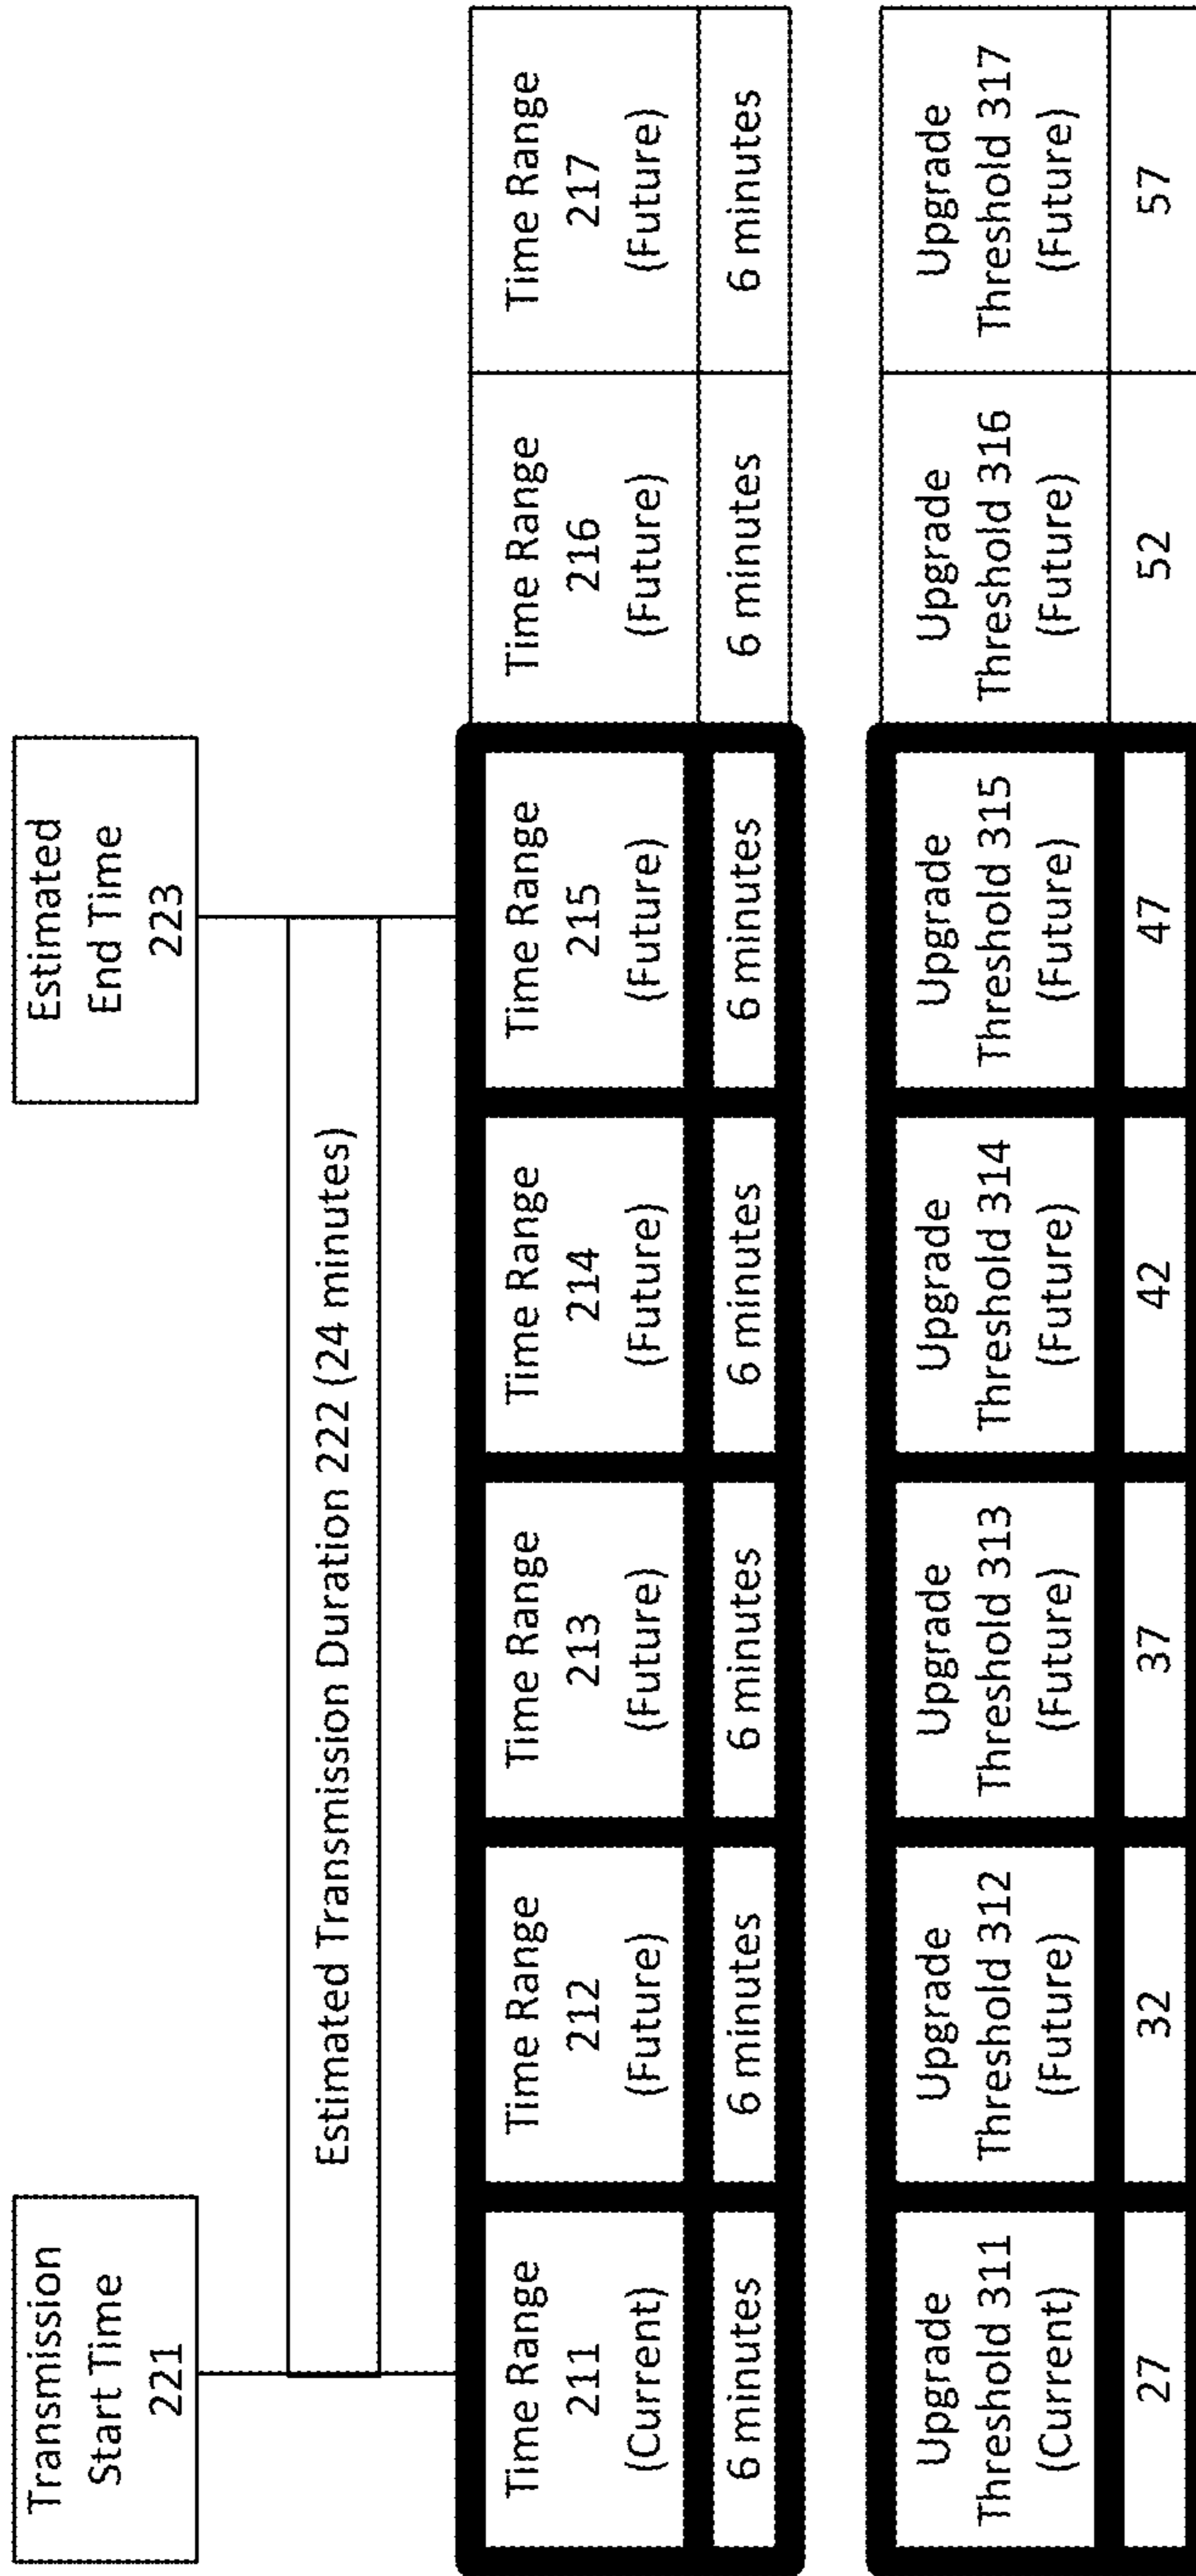 Transmission
Start Time
221
Estimated
End Time
223
Estimated Transmission Duration 222 (24 minutes)
Time Range
211
(Current)
Time Range
212
(Future)
Time Range
213
(Future)
Time Range
214
(Future)
Time Range
215
(Future)
Time Range
216
(Future)
Time Range
217
(Future)
6 minutes
6 minutes
6 minutes
6 minutes
6 minutes
6 minutes
6 minutes
Upgrade
Threshold 311
(Current)
Upgrade
Threshold 312
(Future)
Upgrade
Threshold 313
(Future)
Upgrade
Threshold 314
(Future)
Upgrade
Threshold 315
(Future)
Upgrade
Threshold 316
(Future)
Upgrade
Threshold 317
(Future)
27
32
37
42
47
52
57